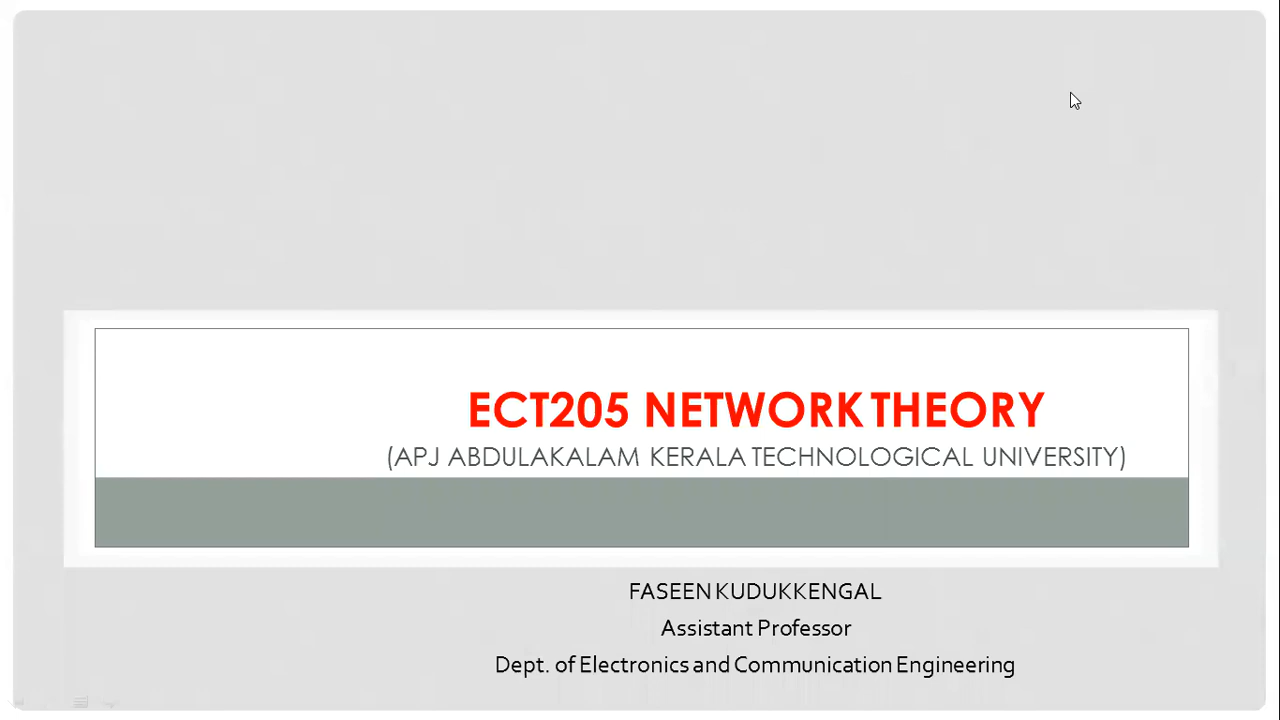 ECT205 NETWORK THEORY
(APJ ABDULAKALAM KERALA TECHNOLOGICAL UNIVERSITY)
FASEEN KUDUKKENGAL
Assistant Professor
Dept. of Electronics and Communication Engineering